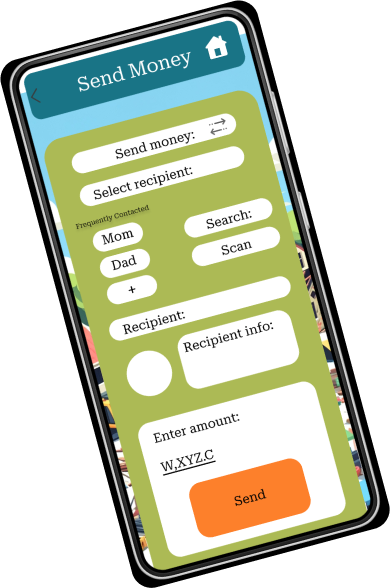 Send Money
Send money:
Select recipient:
Frequently Contacted
Mom
Search:
Dad
Scan
+
Recipient:
Recipient info:
Enter amount:
W,XYZ.C
Send